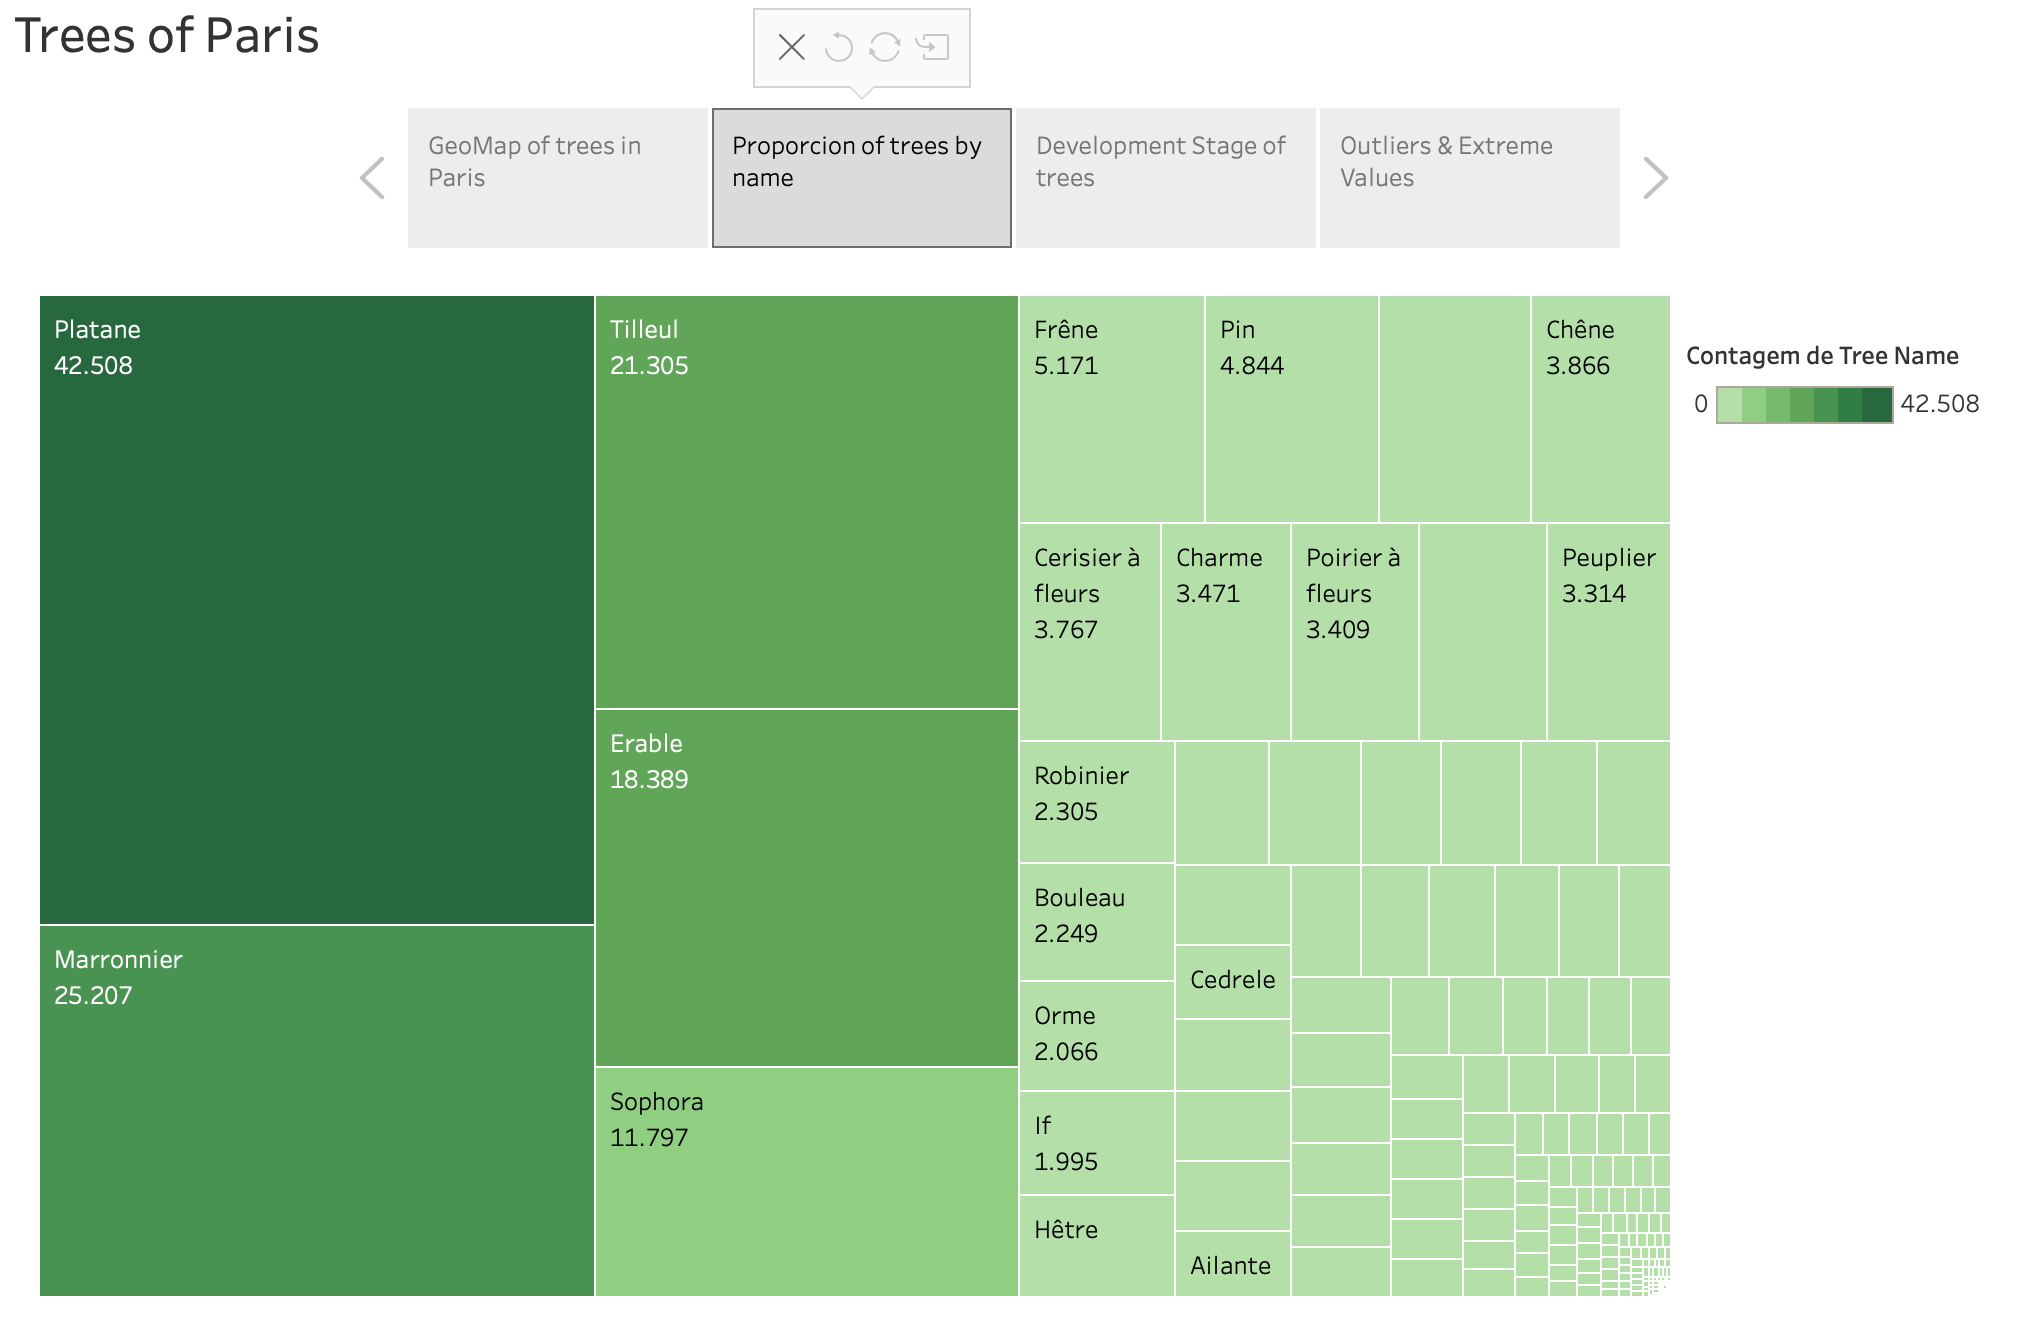 Trees of Paris
GeoMap of trees in
Paris
Proporcion of trees by
name
Development Stage of
trees
Outliers & Extreme
Values
Platane
42.508
Marronnier
25.207
Tilleul
21.305
Erable
18.389
Sophora
11.797
Frêne
5.171
Pin
4.844
Chêne
3.866
Cerisier à
fleurs
3.767
Charme
3.471
Poirier à
fleurs
3.409
Peuplier
3.314
Robinier
2.305
Bouleau
2.249
Orme
2.066
If
1.995
Hêtre
Cedrele
Ailante
Contagem de Tree Name
0 42.508